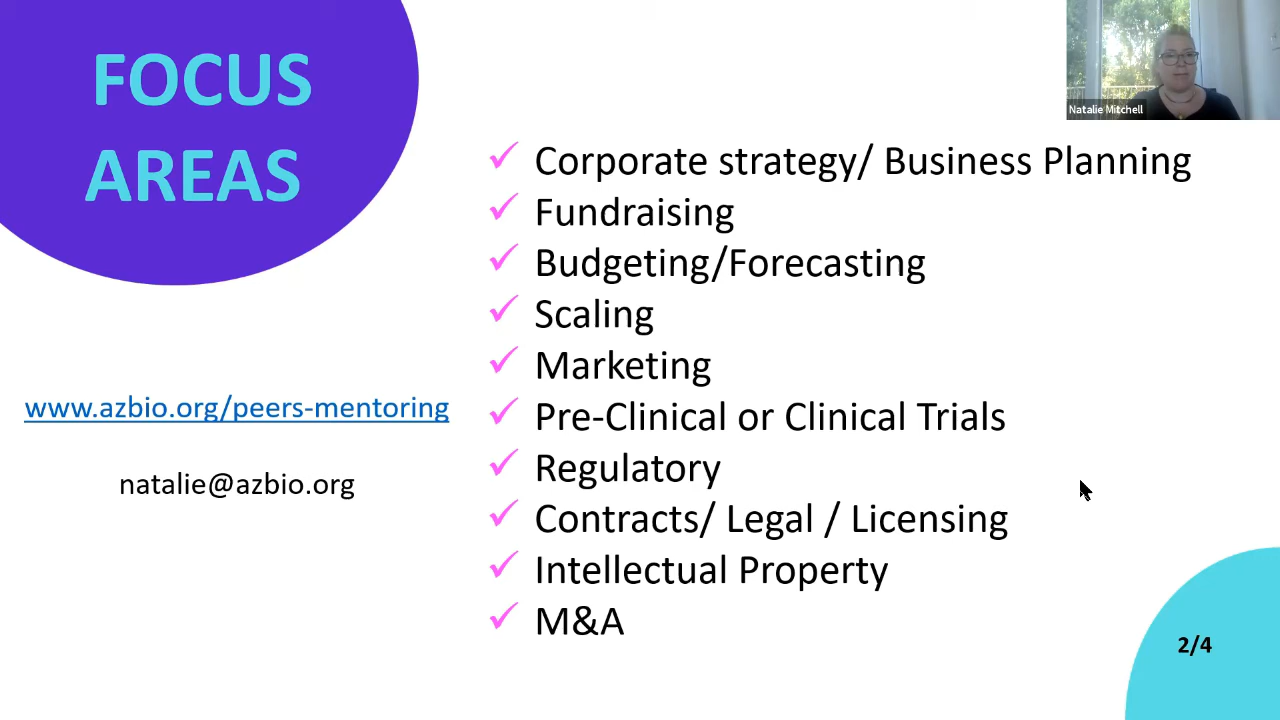 FOCUS
AREAS
Natalie Mitchell
Corporate strategy/ Business Planning
Fundraising
Budgeting/Forecasting
Scaling
Marketing
Pre-Clinical or Clinical Trials
Regulatory
Contracts/ Legal / Licensing
Intellectual Property
M&A
www.azbio.org/peers-mentoring
natalie@azbio.org
2/4